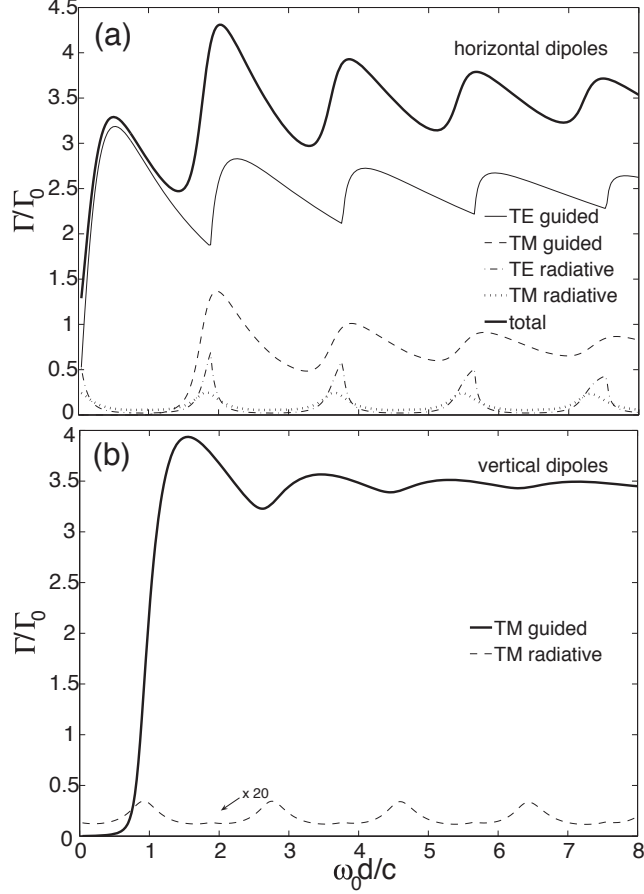 (a)
horizontal dipoles
4.5
4
3.5
3
2.5
2
1.5
1
0.5
0
Γ/Γ0
TE guided
TM guided
TE radiative
TM radiative
total
(b)
vertical dipoles
4
3.5
3
2.5
2
1.5
1
0.5
0
Γ/Γ0
TM guided
TM radiative
x 20
0 1 2 3 4 5 6 7 8
ω0d/c